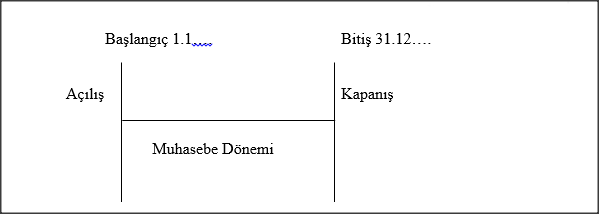 Başlangıç 1.1..... Bitiş 31.12....
Açılış Kapanış
Muhasebe Dönemi